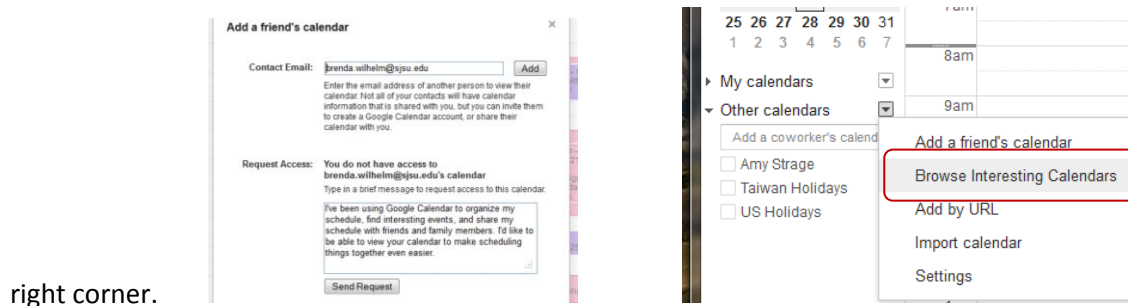 Add a friend's calendar ×
Contact Email: brenda.wilhelm@sjsu.edu Add
Enter the email address of another person to view their
calendar. Not all of your contacts will have calendar
information that is shared with you, but you can invite them
to create a Google Calendar account, or share their
calendar with you.
Request Access: You do not have access to
brenda.wilhelm@sjsu.edu's calendar
Type in a brief message to request access to this calendar.
I've been using Google Calendar to organize my
schedule, find interesting events, and share my
schedule with friends and family members. I'd like to
be able to view your calendar to make scheduling
things together even easier.
Send Request
25 26 27 28 29 30 31
1 2 3 4 5 6 7
8am
My calendars
Other calendars
9am
Add a coworker's calend
Amy Strage
Taiwan Holidays
US Holidays
Add a friend's calendar
Browse Interesting Calendars
Add by URL
Import calendar
Settings
right corner.